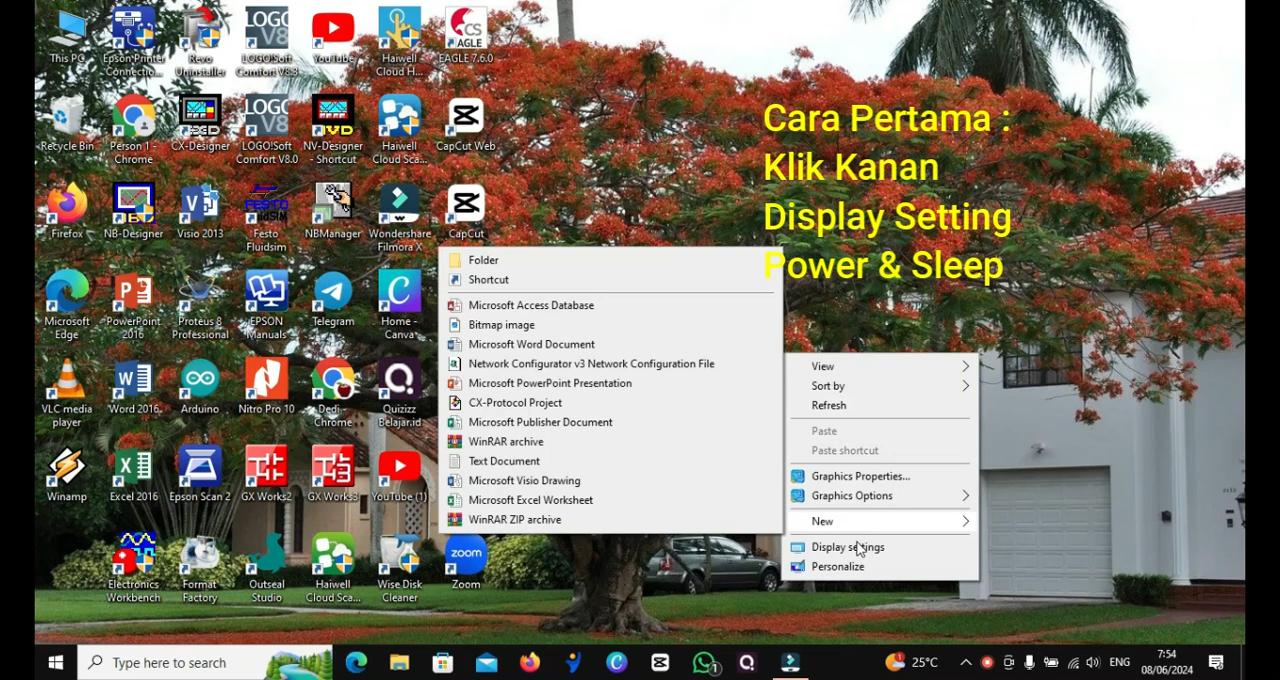 This PC
Epson Printer
Connectio...
Revo
Uninstaller
LOGO!Soft
Comfort V8.3
YouTube
Haiwell
Cloud H...
EAGLE 7.6.0
Recycle Bin
Person 1 -
Chrome
CX-Designer
LOGO!Soft
Comfort V8.0
NV-Designer
- Shortcut
Haiwell
Cloud Sca...
CapCut Web
Firefox
NB-Designer
Visio 2013
Festo
Fluidsim
NBManager
Wondershare
Filmora X
CapCut
Microsoft
Edge
PowerPoint
2016
Proteus 8
Professional
EPSON
Manuals
Telegram
Home -
Canva
VLC media
player
Word 2016
Arduino
Nitro Pro 10
Dedi -
Chrome
Quizizz
Belajar.id
Winamp
Excel 2016
Epson Scan 2
GX Works2
GX Works3
YouTube (1)
Electronics
Workbench
Format
Factory
Outseal
Studio
Haiwell
Cloud Sca...
Wise Disk
Cleaner
Zoom
Cara Pertama :
Klik Kanan
Display Setting
Power & Sleep
Folder
Shortcut
Microsoft Access Database
Bitmap image
Microsoft Word Document
Network Configurator v3 Network Configuration File
Microsoft PowerPoint Presentation
CX-Protocol Project
Microsoft Publisher Document
WinRAR archive
Text Document
Microsoft Visio Drawing
Microsoft Excel Worksheet
WinRAR ZIP archive
View
Sort by
Refresh
Paste
Paste shortcut
Graphics Properties...
Graphics Options
New
Display settings
Personalize
Type here to search
25°C
ENG
7:54
08/06/2024